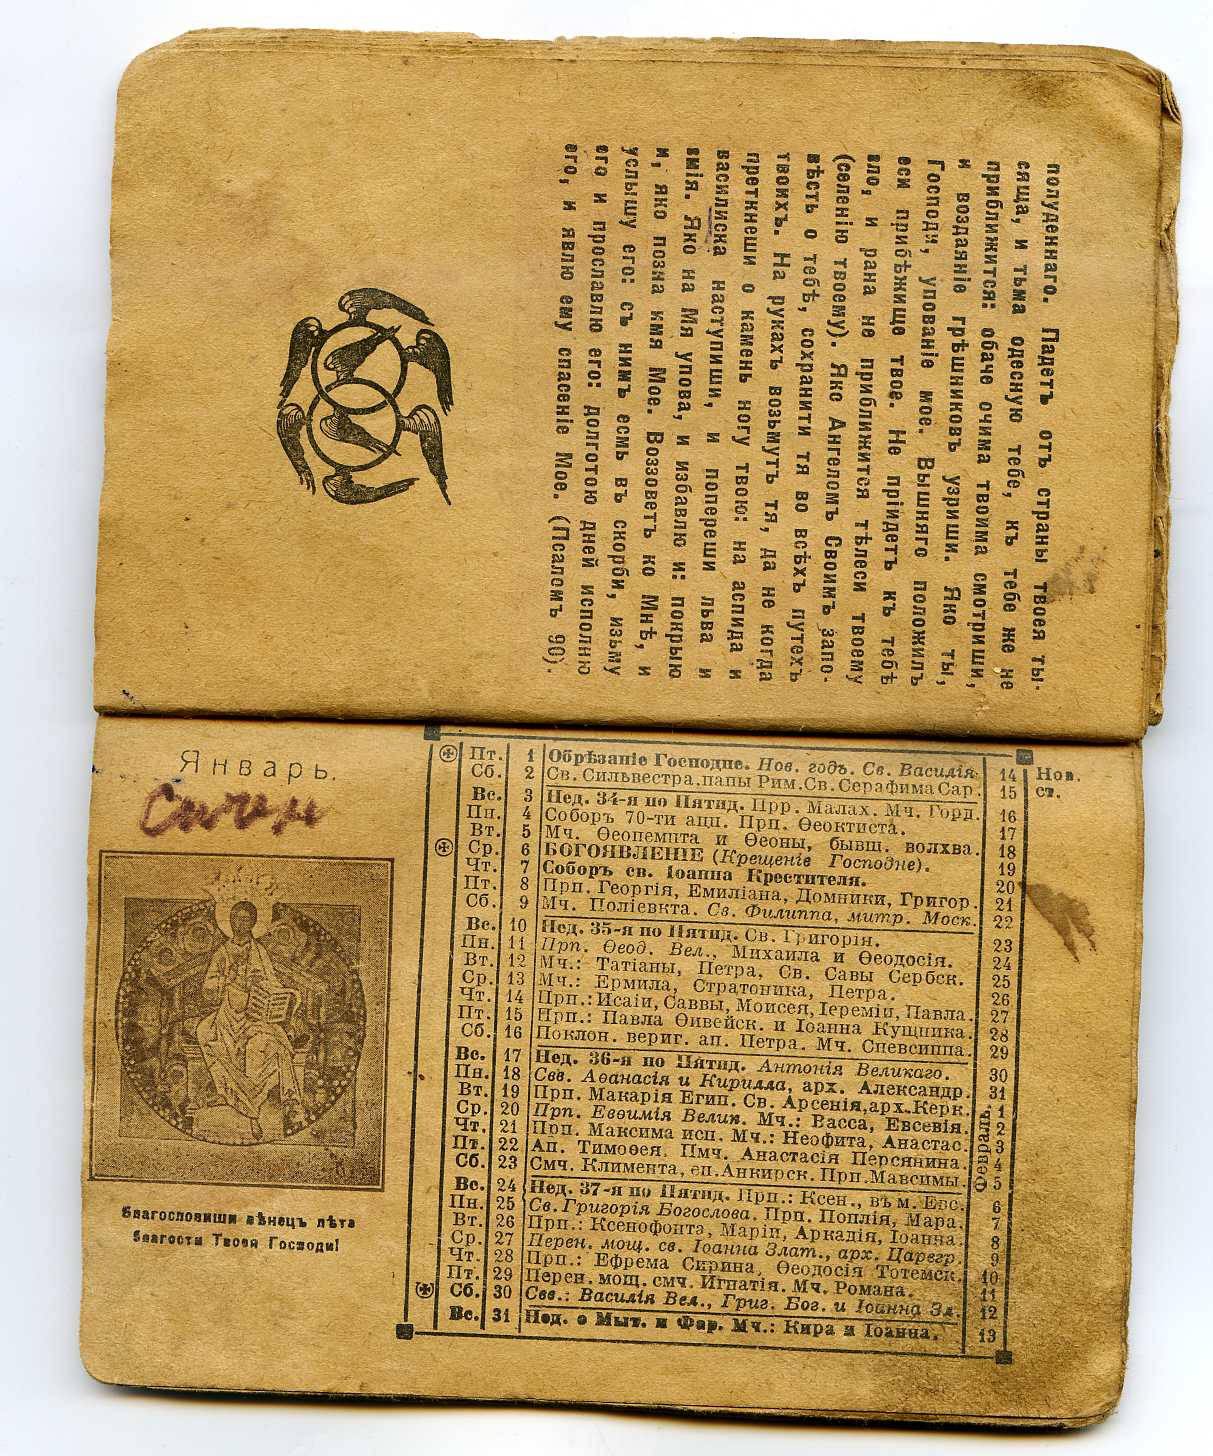 полуденнаго. Падетъ отъ страны твоея ты-
сяща, и тьма одесную тебе, къ тебе же не
приближится: обаче очима твоима смотриши,
и воздаяніе грѣшниковъ узриши. Яко ты,
Господи, упованіе мое. Вышняго положилъ
еси прибѣжище твое. Не пріидетъ къ тебѣ
зло, и рана не приближится тѣлеси твоему
(селенію твоему). Яко Ангеломъ Своимъ запо-
вѣсть о тебѣ, сохранити тя во всѣхъ путехъ
твоихъ. На рукахъ возьмутъ тя, да не когда
преткнеши о камень ногу твою: на аспида и
василиска наступиши, и попереши льва и
змія. Яко на Мя упова, и избавлю и: покрыю
и, яко позна имя Мое. Воззоветъ ко Мнѣ, и
услышу его: съ нимъ есмь въ скорби, изьму
его и прославлю его: долготою дней исполню
его, и явлю ему спасеніе Мое. (Псаломъ 90).
Январь.
Благословиши вѣнецъ лѣта
благости Твоея Господи!
Нов.
ст.
Пт. 1 Обрѣзаніе Господне. Нов. годъ. Св. Василія 14
Сб. 2 Св. Сильвестра, папы Рим. Св. Серафима Сар. 15
Вс. 3 Нед. 34-я по Пятид. Прр. Малах. Мч. Горд. 16
Пн. 4 Соборъ 70-ти апп. Прп. Ѳеоктиста. 17
Вт. 5 Мч. Ѳеопемпта и Ѳеоны, бывщ. волхва. 18
Ср. 6 БОГОЯВЛЕНІЕ (Крещеніе Господне). 19
Чт. 7 Соборъ св. Іоанна Крестителя. 20
Пт. 8 Прп. Георгія, Емиліана, Домники, Григор. 21
Сб. 9 Мч. Поліевкта. Св. Филиппа, митр. Моск. 22
Вс. 10 Нед. 35-я по Пятид. Св. Григорія. 23
Пн. 11 Прп. Ѳеод. Вел., Михаила и Ѳеодосія. 24
Вт. 12 Мч.: Татіаны, Петра, Св. Савы Сербск. 25
Ср. 13 Мч.: Ермила, Стратоника, Петра. 26
Чт. 14 Прп.: Исаіи, Саввы, Моисея, Іереміи, Павла. 27
Пт. 15 Прп.: Павла Ѳивейск. и Іоанна Кущника. 28
Сб. 16 Поклон. вериг. ап. Петра. Мч. Спевсиппа. 29
Вс. 17 Нед. 36-я по Пятид. Антонія Великаго. 30
Пн. 18 Свв. Аѳанасія и Кирилла, арх. Александр. 31
Вт. 19 Прп. Макарія Егип. Св. Арсенія, арх. Керк. 1
Ср. 20 Прп. Евѳимія Велик. Мч.: Васса, Евсевія. 2
Чт. 21 Прп. Максима исп. Мч.: Неофита, Анастас. 3
Пт. 22 Ап. Тимоѳея. Пмч. Анастасія Персянина. 4
Сб. 23 Смч. Климента, еп. Анкирск. Прп. Максимы. 5
Февраль.
Вс. 24 Нед. 37-я по Пятид. Прп.: Ксен., въ м. Евс. 6
Пн. 25 Св. Григорія Богослова. Прп. Поплія, Мара. 7
Вт. 26 Прп.: Ксенофонта, Маріи, Аркадія, Іоанна. 8
Ср. 27 Перен. мощ. св. Іоанна Злат., арх. Царегр. 9
Чт. 28 Прп.: Ефрема Сирина, Ѳеодосія Тотемск. 10
Пт. 29 Перен. мощ. смч. Игнатія. Мч. Романа. 11
Сб. 30 Свв.: Василія Вел., Григ. Бог. и Іоанна Зл. 12
Вс. 31 Нед. о Мыт. и Фар. Мч.: Кира и Іоанна. 13